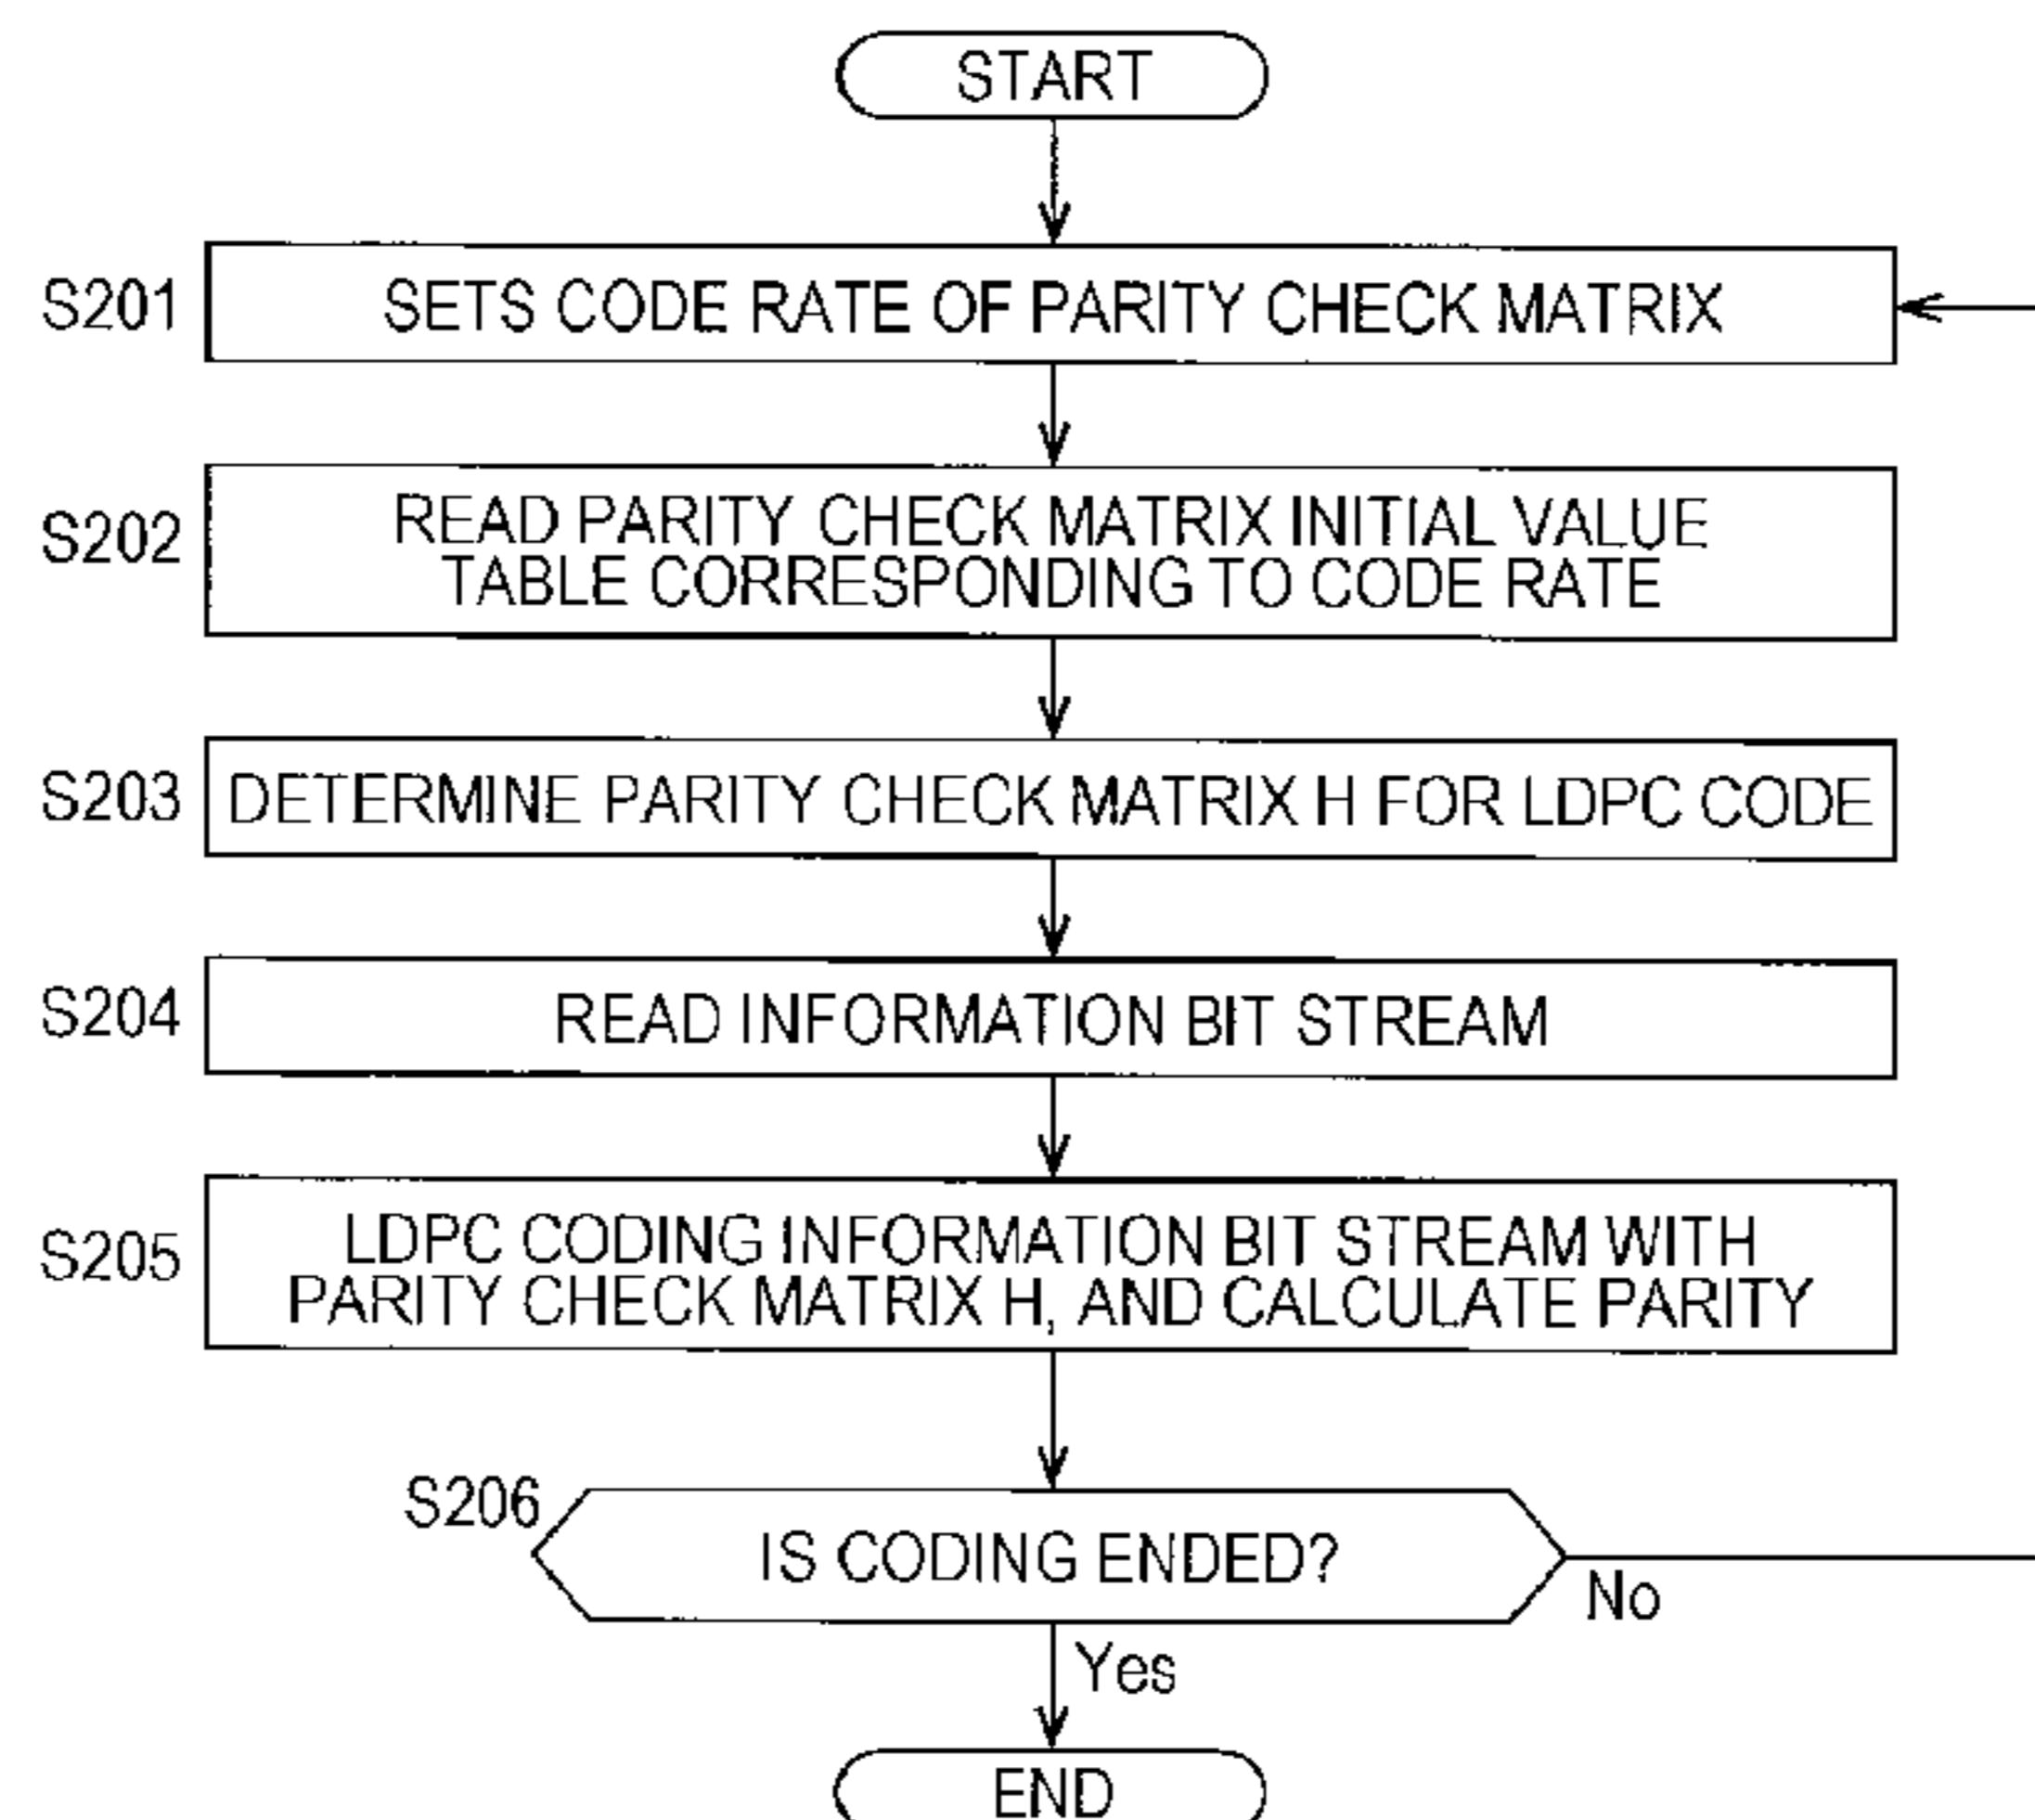 START
S201
SETS CODE RATE OF PARITY CHECK MATRIX
S202
READ PARITY CHECK MATRIX INITIAL VALUE
TABLE CORRESPONDING TO CODE RATE
S203
DETERMINE PARITY CHECK MATRIX H FOR LDPC CODE
S204
READ INFORMATION BIT STREAM
S205
LDPC CODING INFORMATION BIT STREAM WITH
PARITY CHECK MATRIX H, AND CALCULATE PARITY
S206
IS CODING ENDED?
No
Yes
END